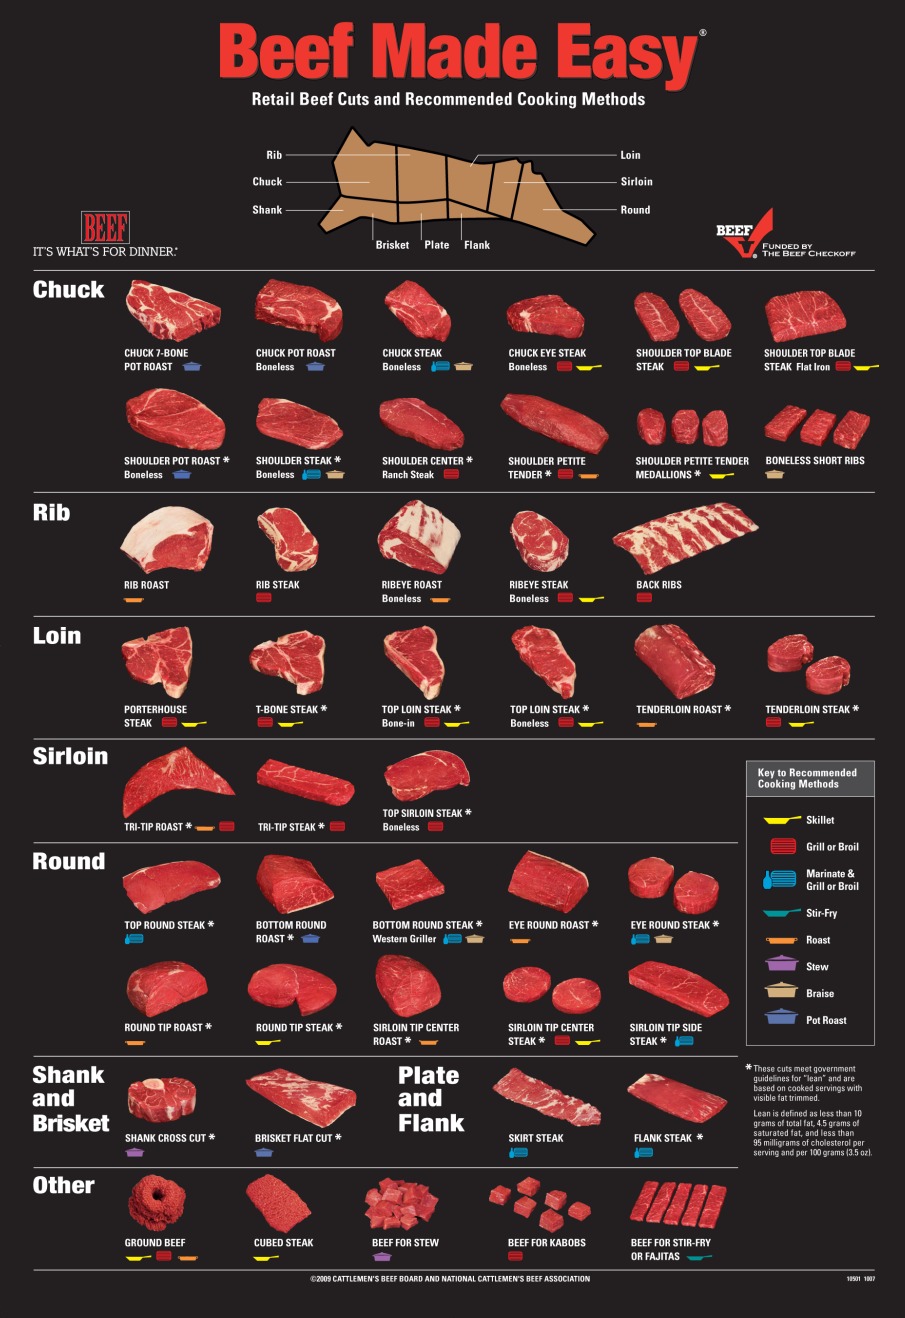 Beef Made Easy®
Retail Beef Cuts and Recommended Cooking Methods
Rib
Loin
Chuck
Sirloin
Shank
Round
Brisket
Plate
Flank
BEEF
IT'S WHAT'S FOR DINNER.®
BEEF
FUNDED BY
THE BEEF CHECKOFF
Chuck
CHUCK 7-BONE
POT ROAST
CHUCK POT ROAST
Boneless
CHUCK STEAK
Boneless
CHUCK EYE STEAK
Boneless
SHOULDER TOP BLADE
STEAK
SHOULDER TOP BLADE
STEAK Flat Iron
SHOULDER POT ROAST *
Boneless
SHOULDER STEAK *
Boneless
SHOULDER CENTER *
Ranch Steak
SHOULDER PETITE
TENDER *
SHOULDER PETITE TENDER
MEDALLIONS *
BONELESS SHORT RIBS
Rib
RIB ROAST
RIB STEAK
RIBEYE ROAST
Boneless
RIBEYE STEAK
Boneless
BACK RIBS
Loin
PORTERHOUSE
STEAK
T-BONE STEAK *
TOP LOIN STEAK *
Bone-in
TOP LOIN STEAK *
Boneless
TENDERLOIN ROAST *
TENDERLOIN STEAK *
Sirloin
TRI-TIP ROAST *
TRI-TIP STEAK *
TOP SIRLOIN STEAK *
Boneless
Key to Recommended
Cooking Methods
Skillet
Grill or Broil
Marinate &
Grill or Broil
Stir-Fry
Roast
Stew
Braise
Pot Roast
Round
TOP ROUND STEAK *
BOTTOM ROUND
ROAST *
BOTTOM ROUND STEAK *
Western Griller
EYE ROUND ROAST *
EYE ROUND STEAK *
ROUND TIP ROAST *
ROUND TIP STEAK *
SIRLOIN TIP CENTER
ROAST *
SIRLOIN TIP CENTER
STEAK *
SIRLOIN TIP SIDE
STEAK *
Shank
and
Brisket
SHANK CROSS CUT *
BRISKET FLAT CUT *
Plate
and
Flank
SKIRT STEAK
FLANK STEAK *
* These cuts meet government
guidelines for "lean" and are
based on cooked servings with
visible fat trimmed.
Lean is defined as less than 10
grams of total fat, 4.5 grams of
saturated fat, and less than
95 milligrams of cholesterol per
serving and per 100 grams (3.5 oz).
Other
GROUND BEEF
CUBED STEAK
BEEF FOR STEW
BEEF FOR KABOBS
BEEF FOR STIR-FRY
OR FAJITAS
©2009 CATTLEMEN'S BEEF BOARD AND NATIONAL CATTLEMEN'S BEEF ASSOCIATION
10501 1007